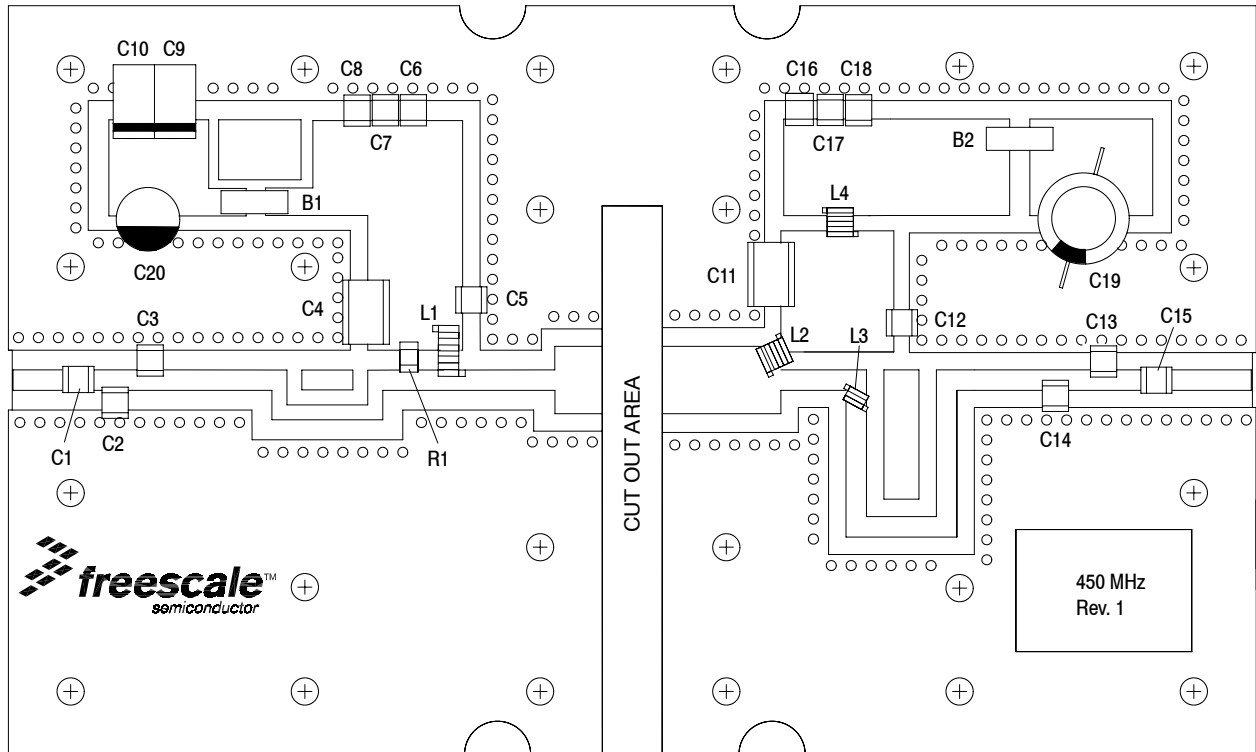 C10 C9
C8 C6
C7
B1
C20
C3
C4
L1
C5
C1
C2
R1
CUT OUT AREA
C16 C18
C17
B2
L4
C11
C19
L2
L3
C12
C13
C15
C14
freescale™
semiconductor
450 MHz
Rev. 1